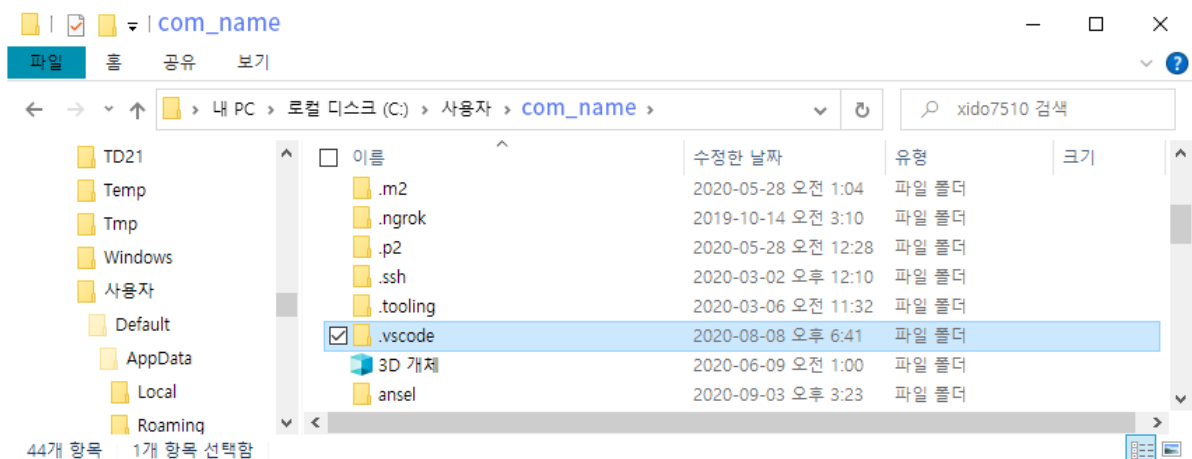 com_name
파일 홈 공유 보기
내 PC 로컬 디스크 (C:) 사용자 com_name xido7510 검색
TD21
Temp
Tmp
Windows
사용자
Default
AppData
Local
Roaming
이름 수정한 날짜 유형 크기
.m2 2020-05-28 오전 1:04 파일 폴더
.ngrok 2019-10-14 오전 3:10 파일 폴더
.p2 2020-05-28 오전 12:28 파일 폴더
.ssh 2020-03-02 오후 12:10 파일 폴더
.tooling 2020-03-06 오전 11:32 파일 폴더
.vscode 2020-08-08 오후 6:41 파일 폴더
3D 개체 2020-06-09 오전 1:00 파일 폴더
ansel 2020-09-03 오후 3:23 파일 폴더
44개 항목 1개 항목 선택함